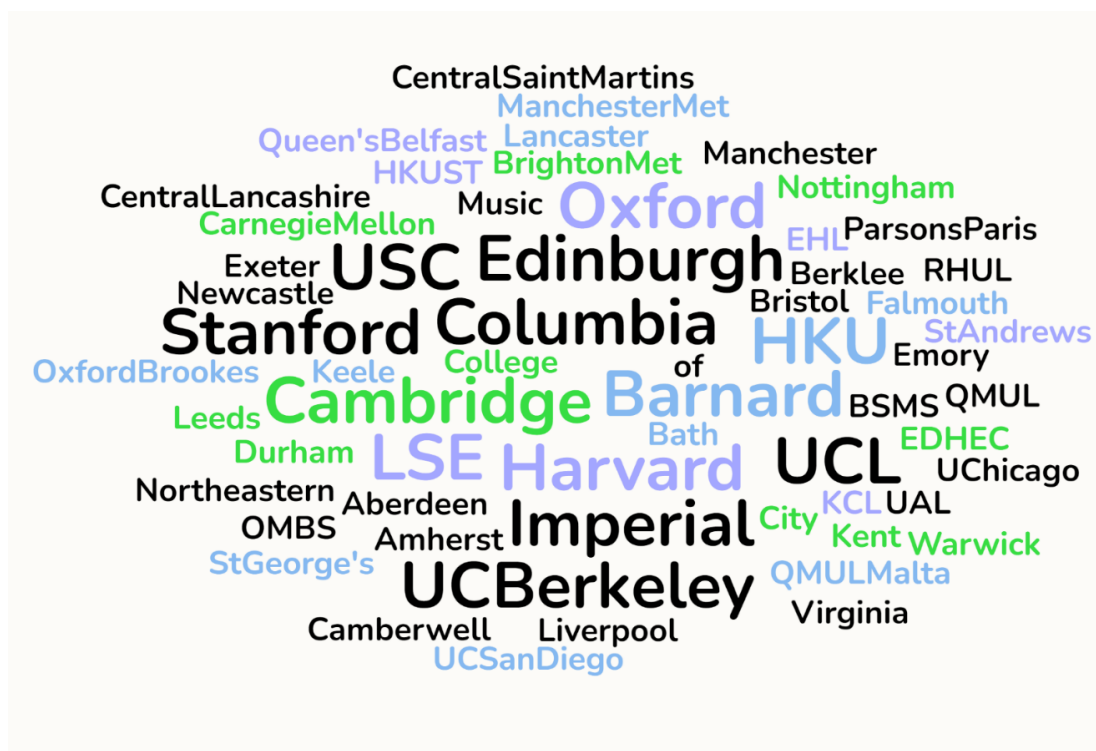 CentralSaintMartins
ManchesterMet
Queen'sBelfast Lancaster
HKUST BrightonMet Manchester
CentralLancashire Music Oxford Nottingham
CarnegieMellon EHL ParsonsParis
Exeter USC Edinburgh Berklee RHUL
Newcastle Bristol Falmouth
Stanford Columbia HKU StAndrews
OxfordBrookes Keele College of Emory
Leeds Cambridge Barnard BSMS QMUL
Durham LSE Harvard Bath UCL EDHEC
UChicago
Northeastern Aberdeen KCL UAL
OMBS Amherst Imperial City Kent Warwick
StGeorge's UCBerkeley QMULMalta
Virginia
Camberwell Liverpool
UCSanDiego